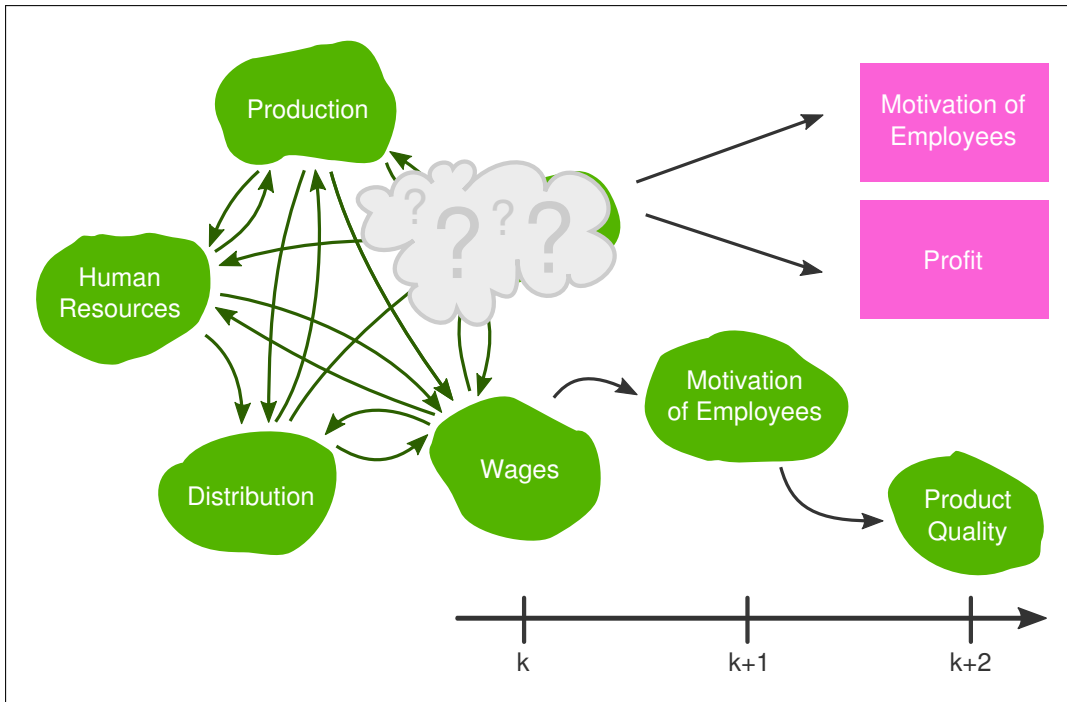 Production
Motivation of
Employees
?
?
?
?
Human
Resources
Profit
Motivation
of Employees
Wages
Distribution
Product
Quality
k
k+1
k+2